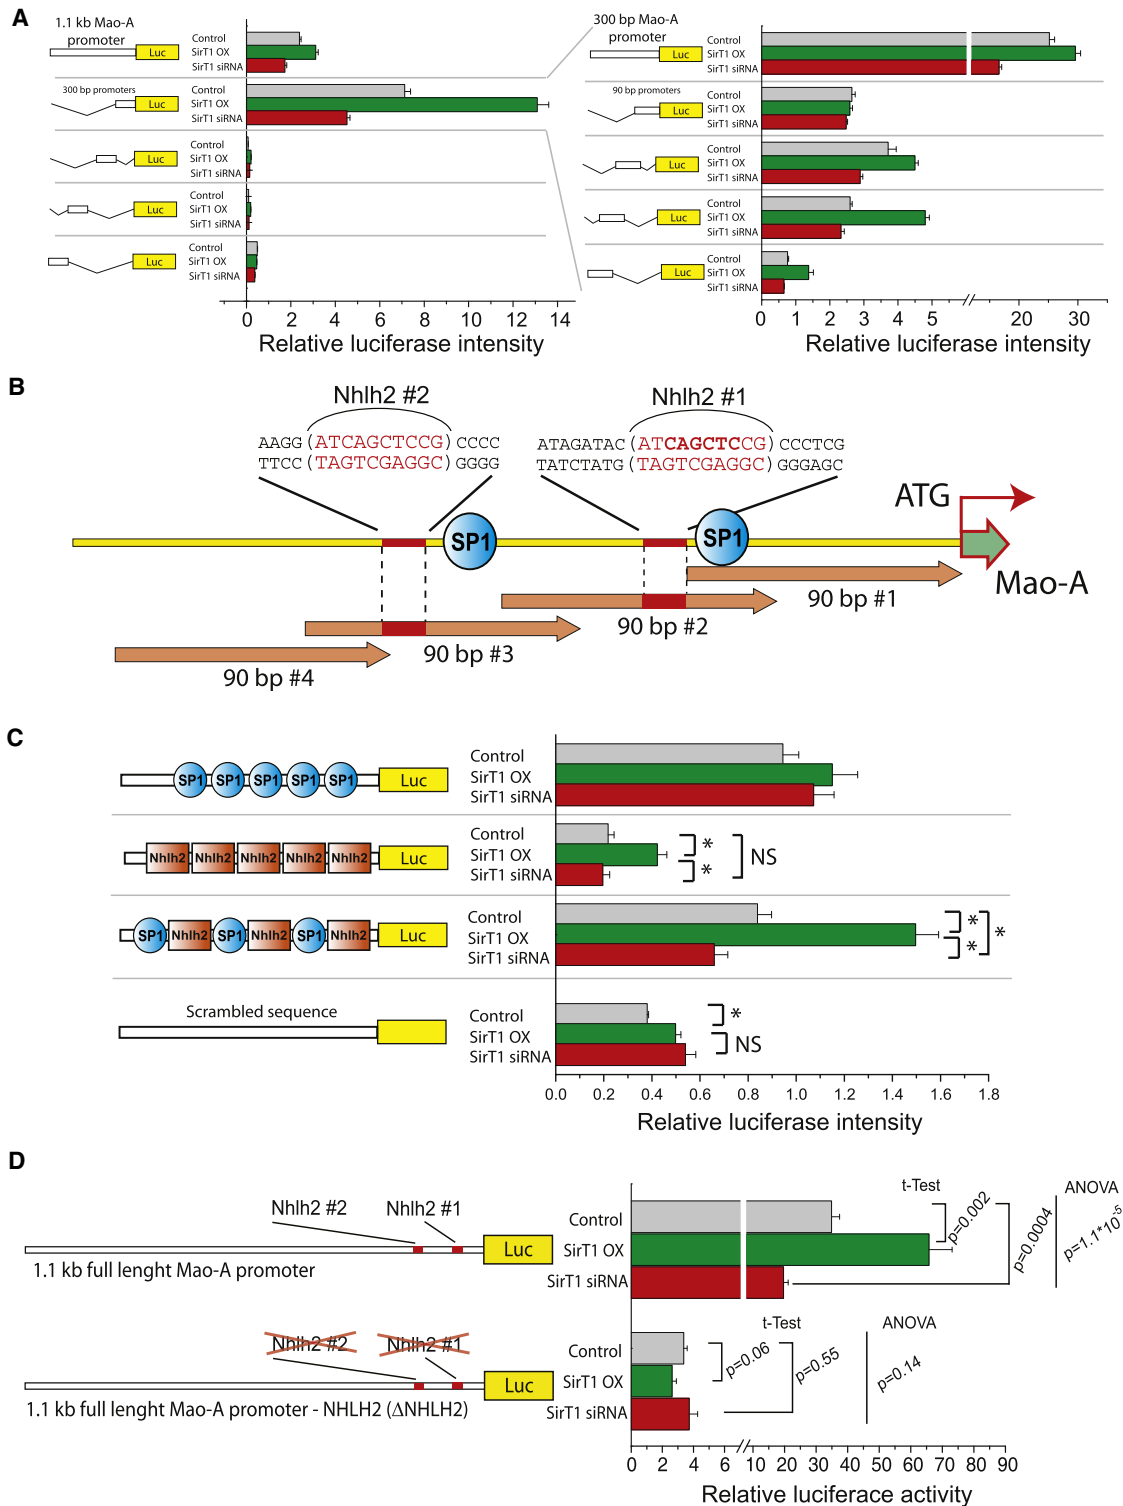 A
1.1 kb Mao-A
promoter
Luc
Control
SirT1 OX
SirT1 siRNA
300 bp promoters
Luc
Control
SirT1 OX
SirT1 siRNA
Luc
Control
SirT1 OX
SirT1 siRNA
Luc
Control
SirT1 OX
SirT1 siRNA
Luc
Control
SirT1 OX
SirT1 siRNA
0 2 4 6 8 10 12 14
Relative luciferase intensity
300 bp Mao-A
promoter
Luc
Control
SirT1 OX
SirT1 siRNA
90 bp promoters
Luc
Control
SirT1 OX
SirT1 siRNA
Luc
Control
SirT1 OX
SirT1 siRNA
Luc
Control
SirT1 OX
SirT1 siRNA
Luc
Control
SirT1 OX
SirT1 siRNA
0 1 2 3 4 5 20 30
Relative luciferase intensity
B
Nhlh2 #2
AAGG(ATCAGCTCCG)CCCC
TTCC(TAGTCGAGGC)GGGG
Nhlh2 #1
ATAGATAC(ATCAGCTCCG)CCCTCG
TATCTATG(TAGTCGAGGC)GGGAGC
SP1
SP1
ATG
Mao-A
90 bp #1
90 bp #2
90 bp #3
90 bp #4
C
SP1 SP1 SP1 SP1 SP1 Luc
Control
SirT1 OX
SirT1 siRNA
Nhlh2 Nhlh2 Nhlh2 Nhlh2 Nhlh2 Luc
Control
SirT1 OX
SirT1 siRNA
*
*
NS
SP1 Nhlh2 SP1 Nhlh2 SP1 Nhlh2 Luc
Control
SirT1 OX
SirT1 siRNA
*
*
*
Scrambled sequence
Control
SirT1 OX
SirT1 siRNA
*
NS
0.0 0.2 0.4 0.6 0.8 1.0 1.2 1.4 1.6 1.8
Relative luciferase intensity
D
Nhlh2 #2
Nhlh2 #1
Luc
1.1 kb full lenght Mao-A promoter
Control
SirT1 OX
SirT1 siRNA
t-Test
p=0.002
p=0.0004
ANOVA
p=1.1*10-5
Nhlh2 #2
Nhlh2 #1
Luc
1.1 kb full lenght Mao-A promoter - NHLH2 (ΔNHLH2)
Control
SirT1 OX
SirT1 siRNA
t-Test
p=0.06
p=0.55
ANOVA
p=0.14
0 2 4 6 10 20 30 40 50 60 70 80 90
Relative luciferace activity